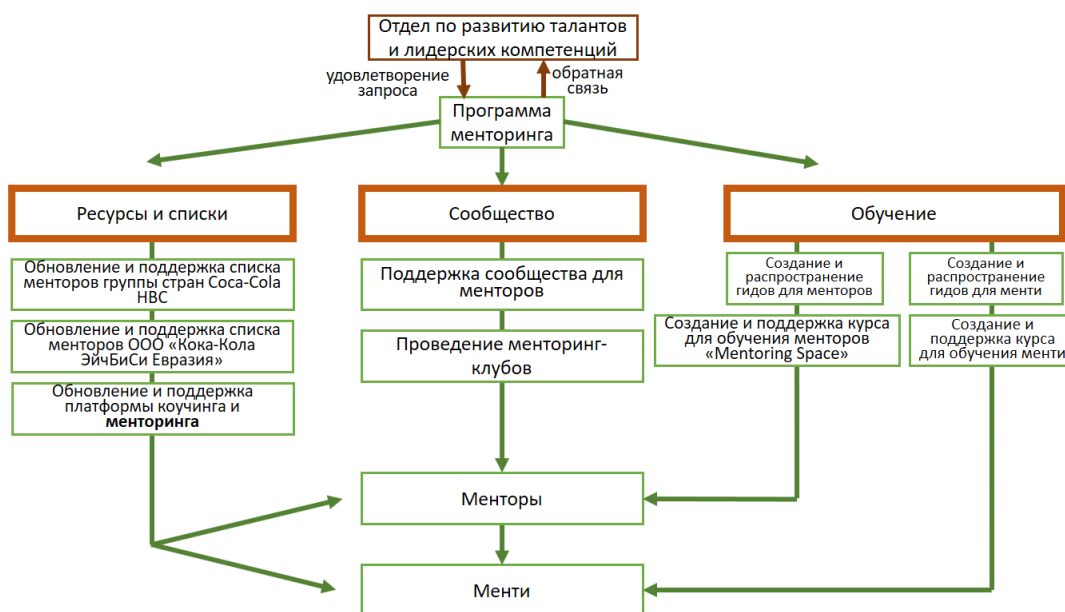 Отдел по развитию талантов
и лидерских компетенций
удовлетворение
запроса
обратная
связь
Программа
менторинга
Ресурсы и списки
Сообщество
Обучение
Обновление и поддержка списка
менторов группы стран Coca-Cola
HBC
Обновление и поддержка списка
менторов ООО «Кока-Кола
ЭйчБиСи Евразия»
Обновление и поддержка
платформы коучинга и
менторинга
Поддержка сообщества для
менторов
Проведение менторинг-
клубов
Создание и
распространение
гидов для менторов
Создание и поддержка курса
для обучения менторов
«Mentoring Space»
Создание и
распространение
гидов для менти
Создание и
поддержка курса
для обучения менти
Менторы
Менти